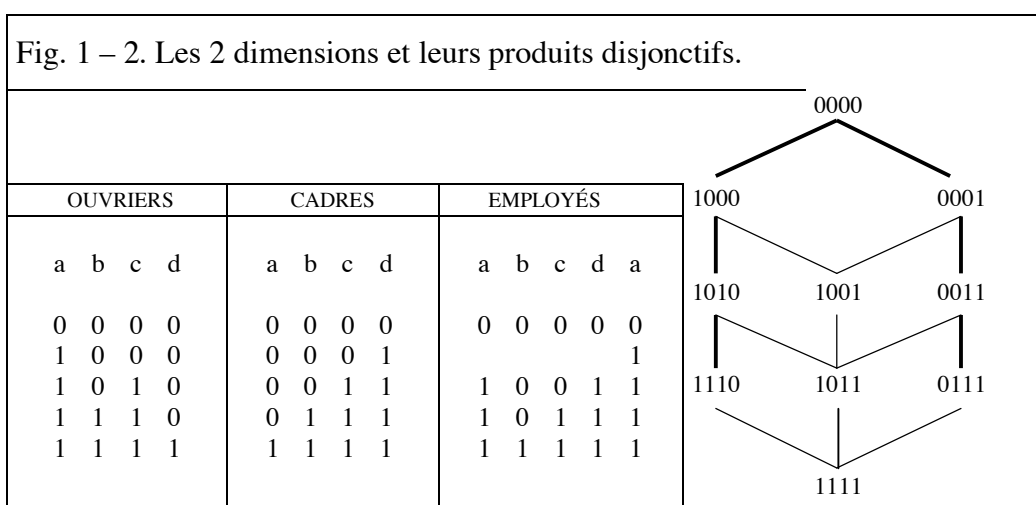 Fig. 1 – 2. Les 2 dimensions et leurs produits disjonctifs.
0000
OUVRIERS CADRES EMPLOYÉS 1000 0001
a b c d a b c d a b c d a
1010 1001 0011
0 0 0 0 0 0 0 0 0 0 0 0 0
1 0 0 0 0 0 0 1 1
1 0 1 0 0 0 1 1 1 0 0 1 1 1110 1011 0111
1 1 1 0 0 1 1 1 1 0 1 1 1
1 1 1 1 1 1 1 1 1 1 1 1 1
1111